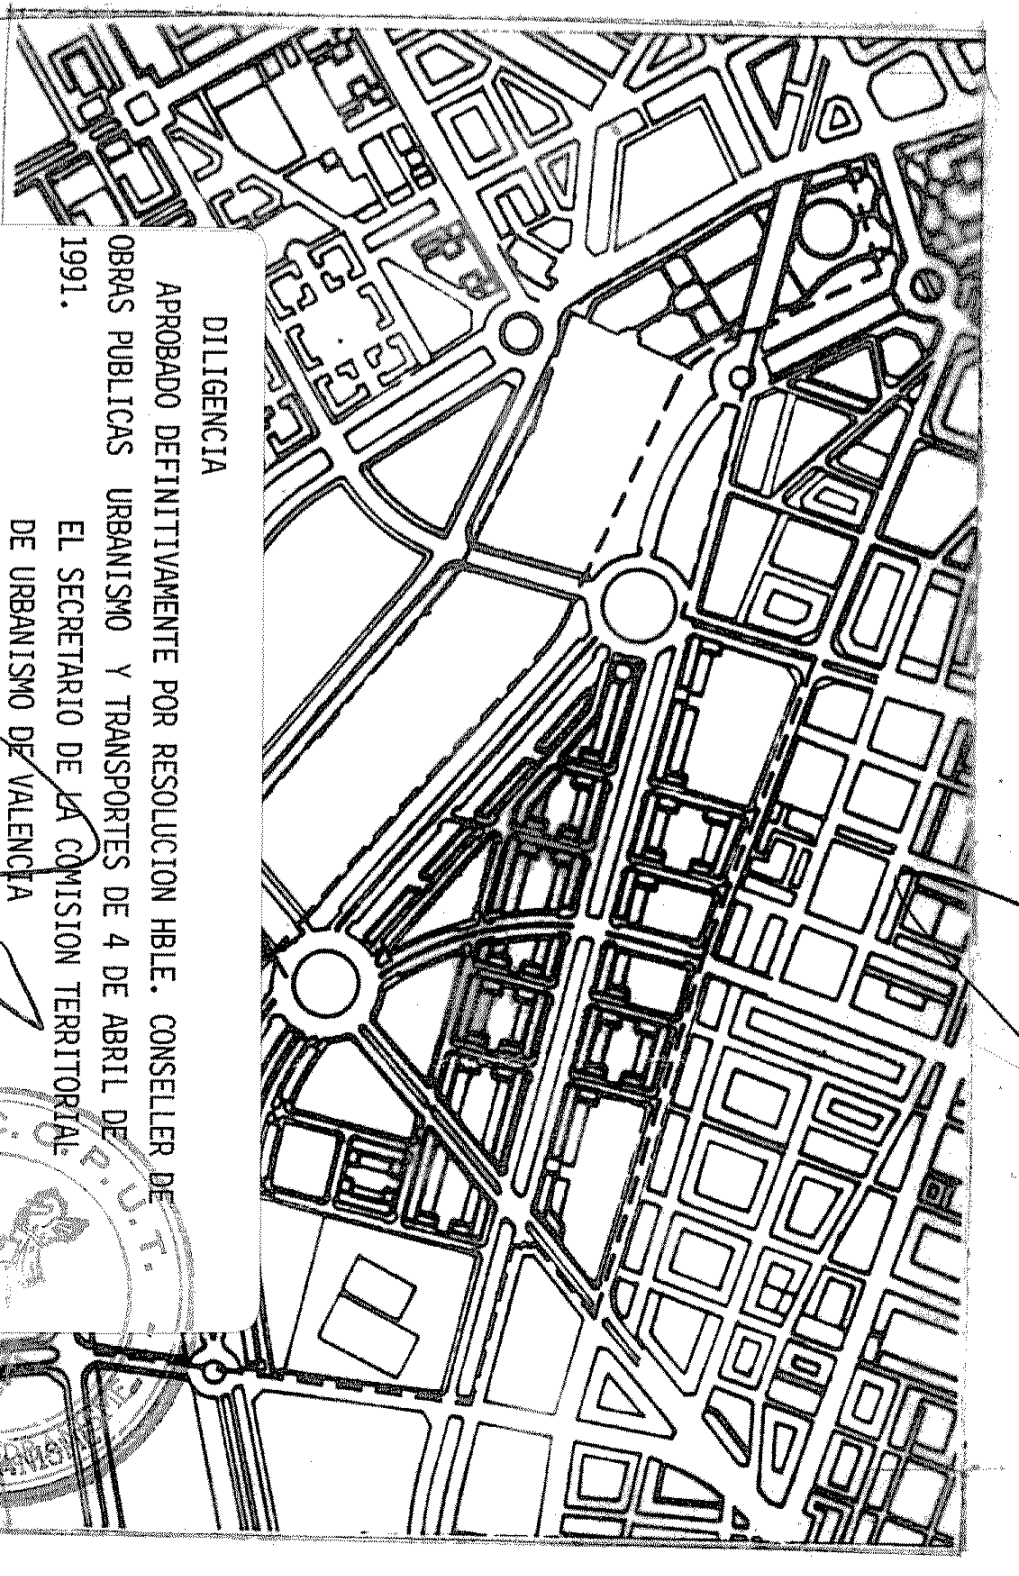 DILIGENCIA
APROBADO DEFINITIVAMENTE POR RESOLUCION HBLE. CONSELLER DE
OBRAS PUBLICAS URBANISMO Y TRANSPORTES DE 4 DE ABRIL DE
1991.
EL SECRETARIO DE LA COMISION TERRITORIAL
DE URBANISMO DE VALENCIA
C.O.P.U.T.